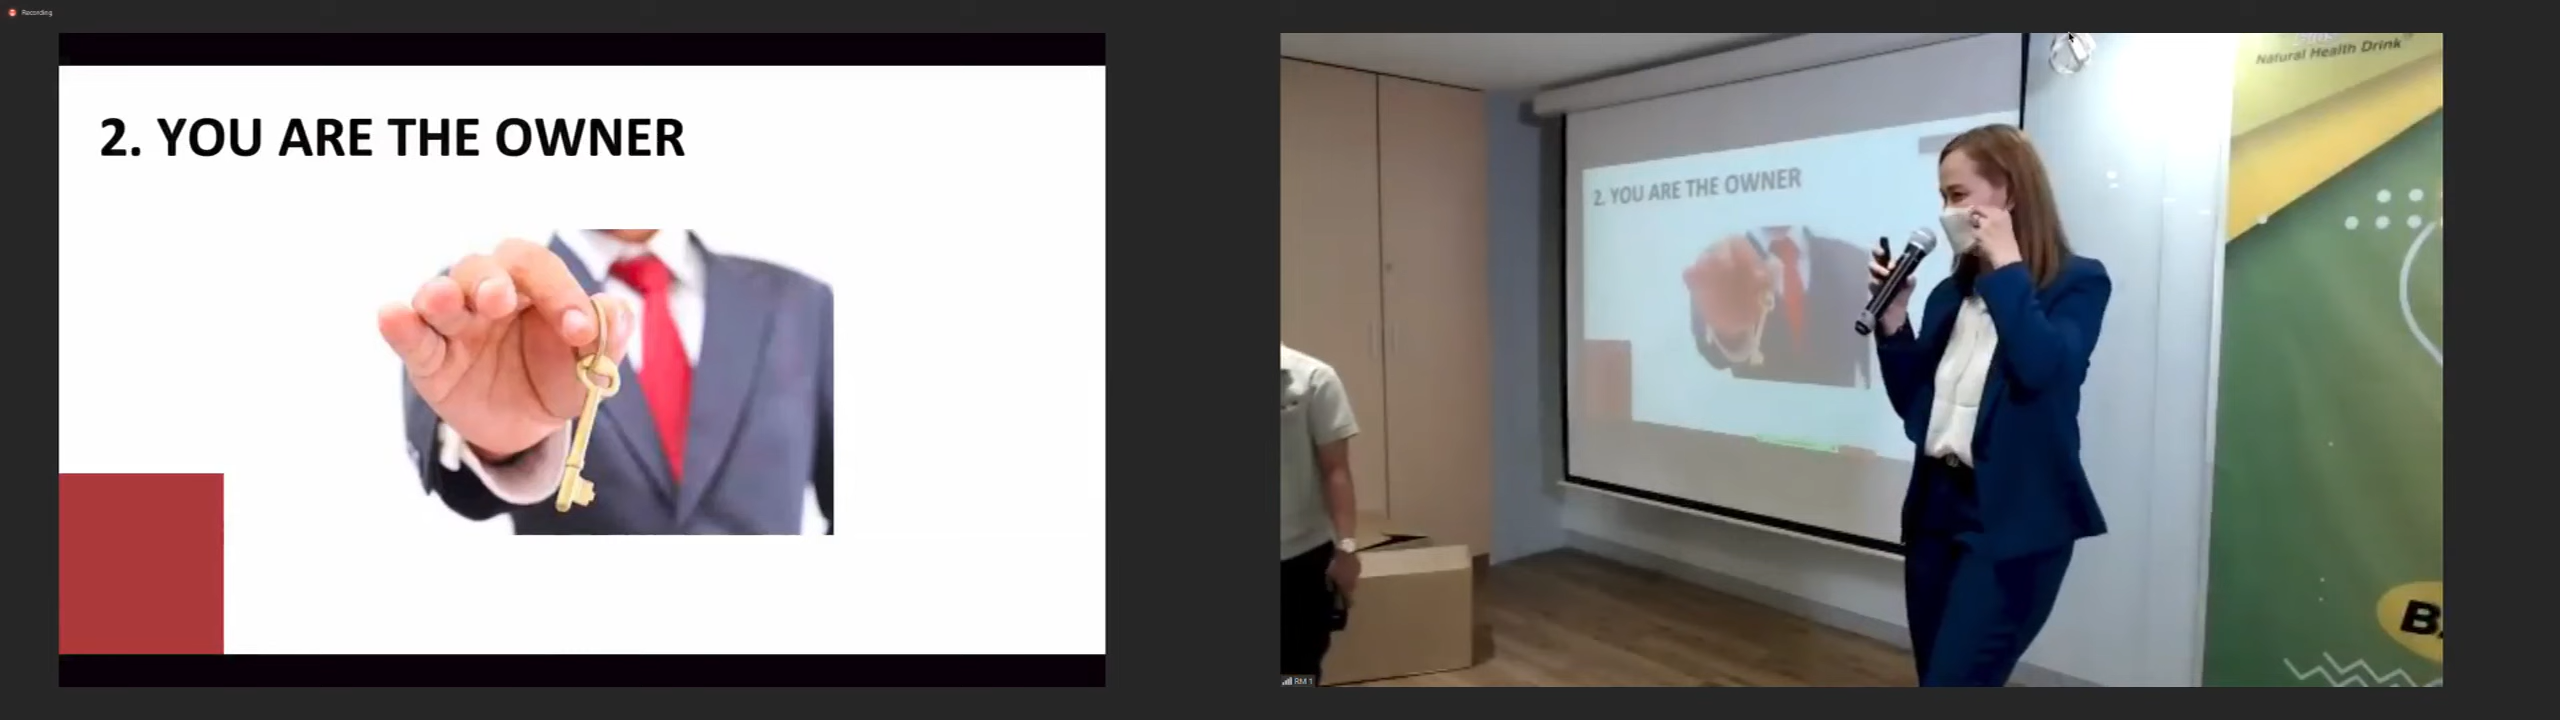 Recording
2. YOU ARE THE OWNER
2. YOU ARE THE OWNER
Natural Health Drink
B
RM 1